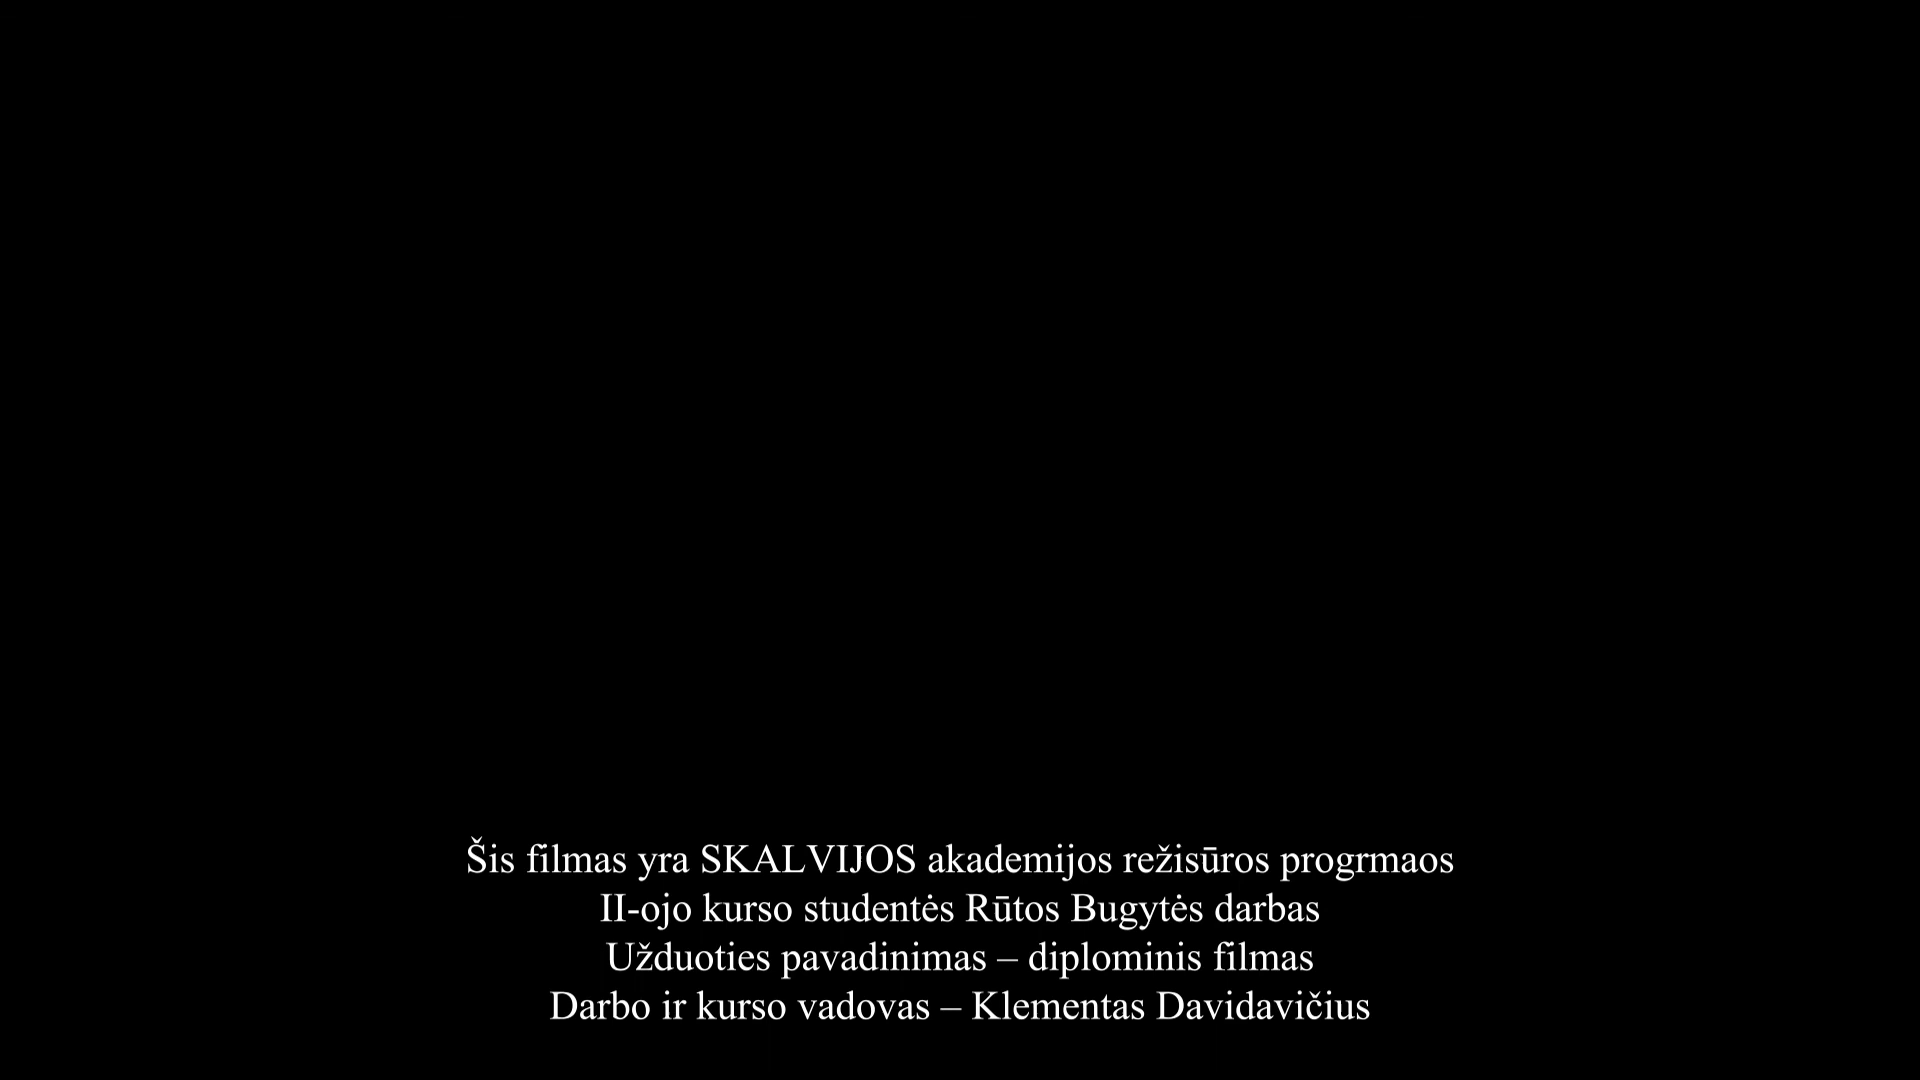 Šis filmas yra SKALVIJOS akademijos režisūros progrmaos
II-ojo kurso studentės Rūtos Bugytės darbas
Užduoties pavadinimas – diplominis filmas
Darbo ir kurso vadovas – Klementas Davidavičius